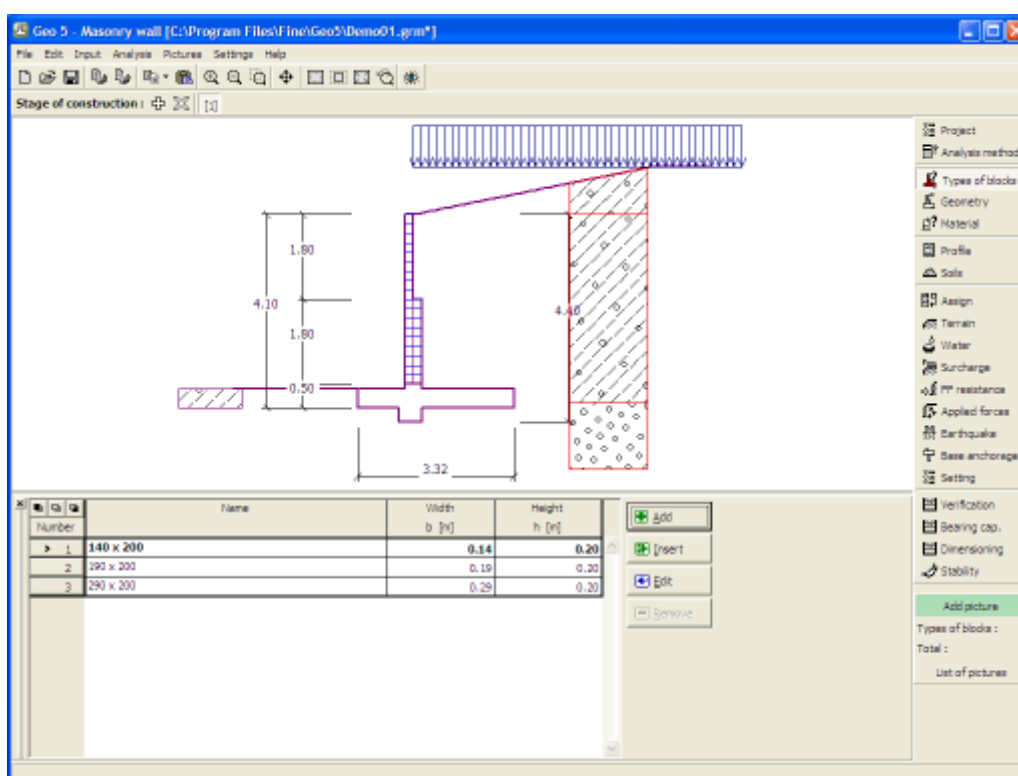 Geo 5 - Masonry wall [C:\Program Files\Fine\Geo5\Demo01.grm*]
File Edit Input Analysis Pictures Settings Help
Stage of construction : [1]
1.80
4.10
1.80
0.50
3.32
4.40
Project
Analysis method
Types of blocks
Geometry
Material
Profile
Soils
Assign
Terrain
Water
Surcharge
FF resistance
Applied forces
Earthquake
Base anchorage
Setting
Verification
Bearing cap.
Dimensioning
Stability
Add picture
Types of blocks :
Total :
List of pictures
Number Name Width Height
b [m] h [m]
1 140 x 200 0.14 0.20
2 190 x 200 0.19 0.20
3 290 x 200 0.29 0.20
Add
Insert
Edit
Remove